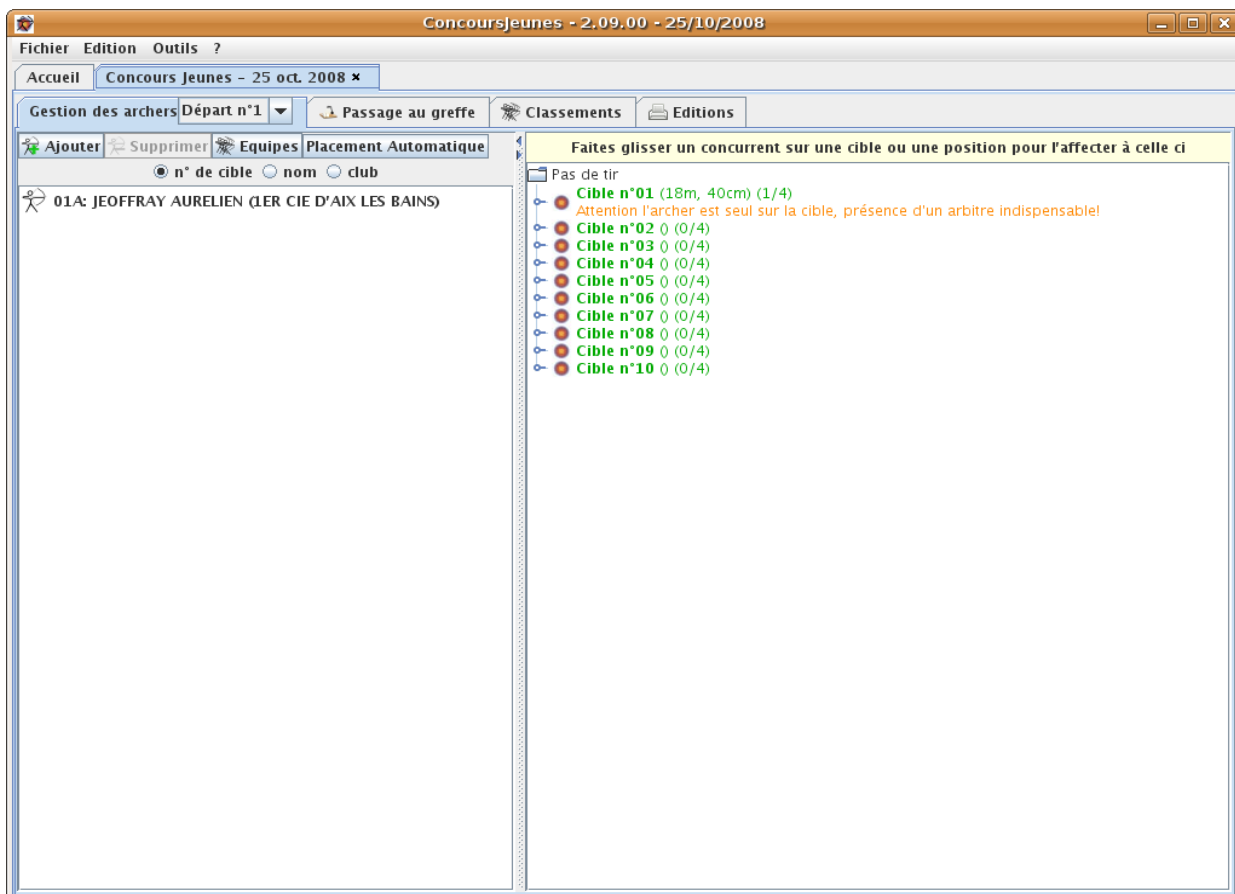 ConcoursJeunes - 2.09.00 - 25/10/2008
Fichier Edition Outils ?
Accueil Concours Jeunes - 25 oct. 2008
Gestion des archers Départ n°1 Passage au greffe Classements Editions
Ajouter Supprimer Equipes Placement Automatique
n° de cible nom club
01A: JEOFFRAY AURELIEN (1ER CIE D'AIX LES BAINS)
Faites glisser un concurrent sur une cible ou une position pour l'affecter à celle ci
Pas de tir
Cible n°01 (18m, 40cm) (1/4)
Attention l'archer est seul sur la cible, présence d'un arbitre indispensable!
Cible n°02 () (0/4)
Cible n°03 () (0/4)
Cible n°04 () (0/4)
Cible n°05 () (0/4)
Cible n°06 () (0/4)
Cible n°07 () (0/4)
Cible n°08 () (0/4)
Cible n°09 () (0/4)
Cible n°10 () (0/4)